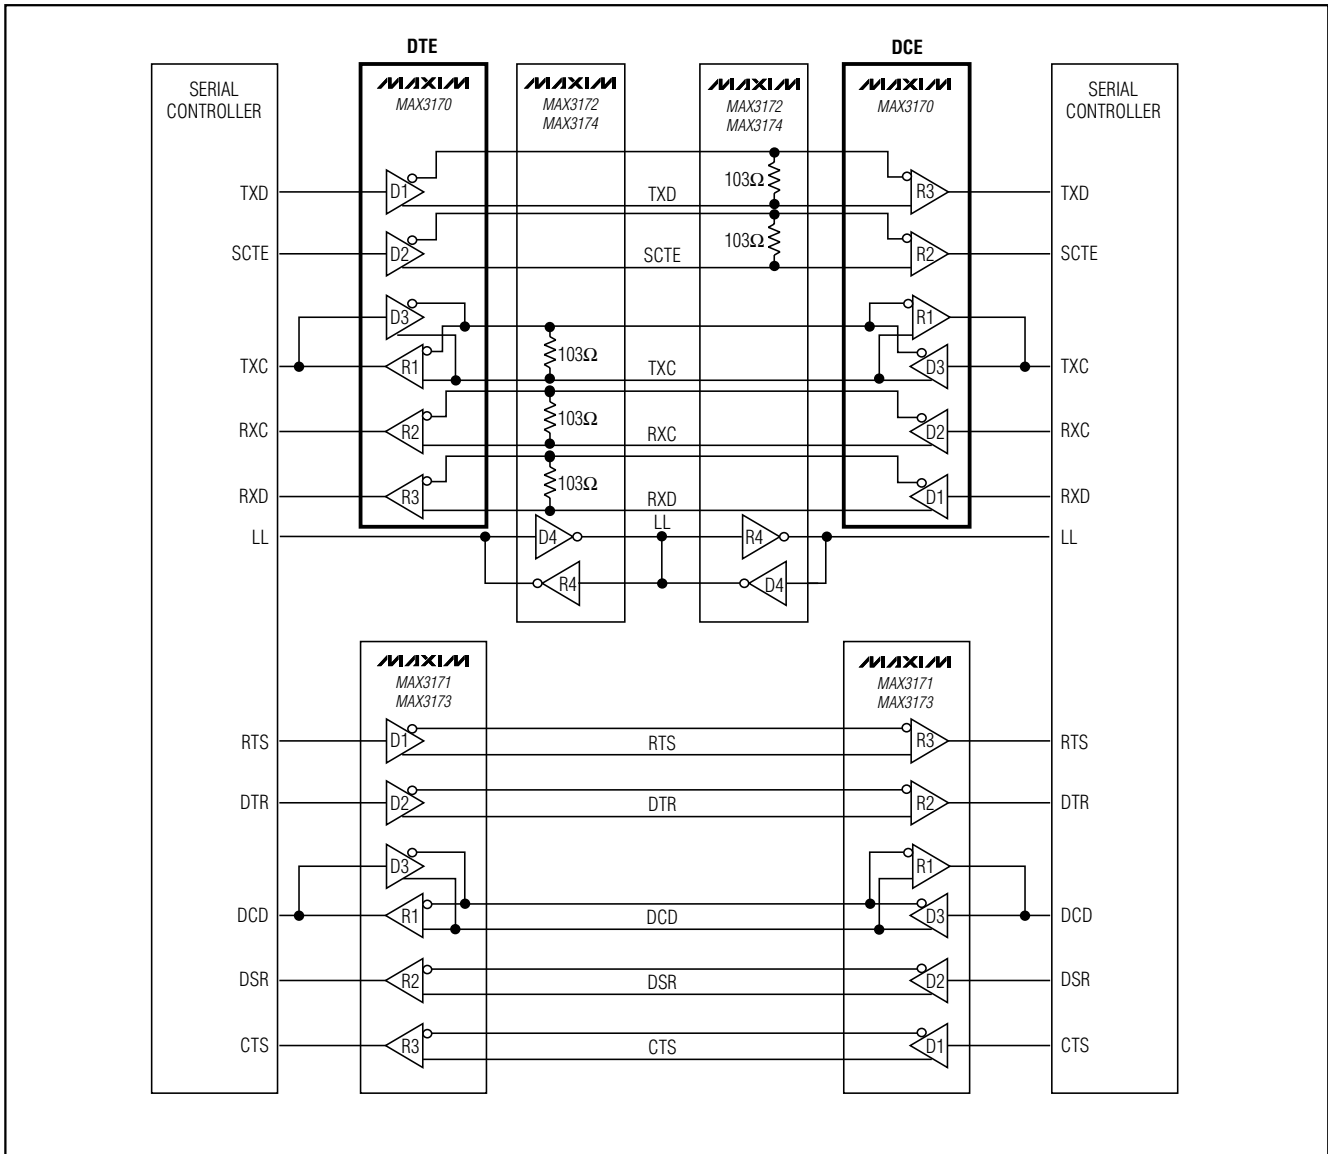 DTE
DCE
SERIAL
CONTROLLER
MAXIM
MAX3170
MAXIM
MAX3172
MAX3174
MAXIM
MAX3172
MAX3174
MAXIM
MAX3170
SERIAL
CONTROLLER
TXD
D1
TXD
103Ω
R3
TXD
SCTE
D2
SCTE
103Ω
R2
SCTE
D3
R1
TXC
R1
103Ω
TXC
D3
TXC
RXC
R2
103Ω
RXC
D2
RXC
RXD
R3
103Ω
RXD
D1
RXD
LL
D4
LL
R4
LL
R4
D4
MAXIM
MAX3171
MAX3173
MAXIM
MAX3171
MAX3173
RTS
D1
RTS
R3
RTS
DTR
D2
DTR
R2
DTR
D3
R1
DCD
R1
DCD
D3
DCD
DSR
R2
DSR
D2
DSR
CTS
R3
CTS
D1
CTS